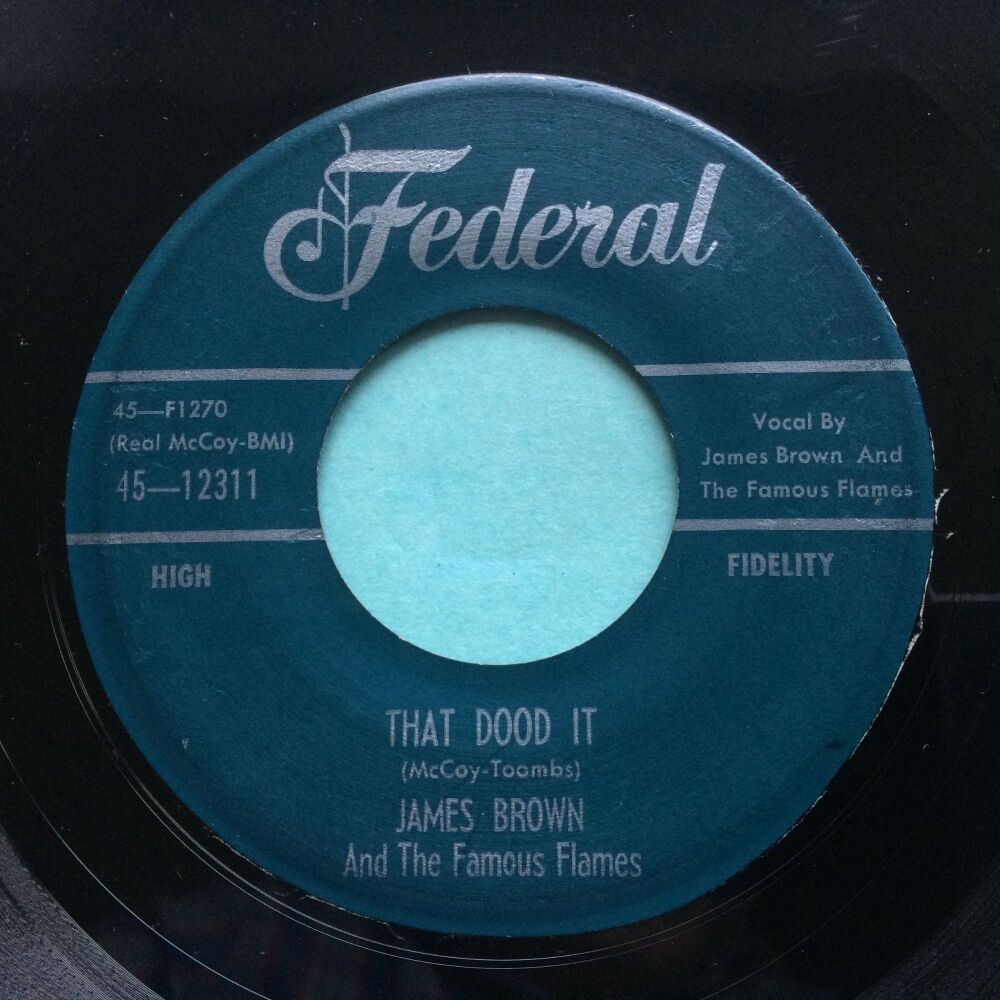 Federal
45—F1270
(Real McCoy-BMI)
45—12311
Vocal By
James Brown And
The Famous Flames
HIGH
FIDELITY
THAT DOOD IT
(McCoy-Toombs)
JAMES BROWN
And The Famous Flames